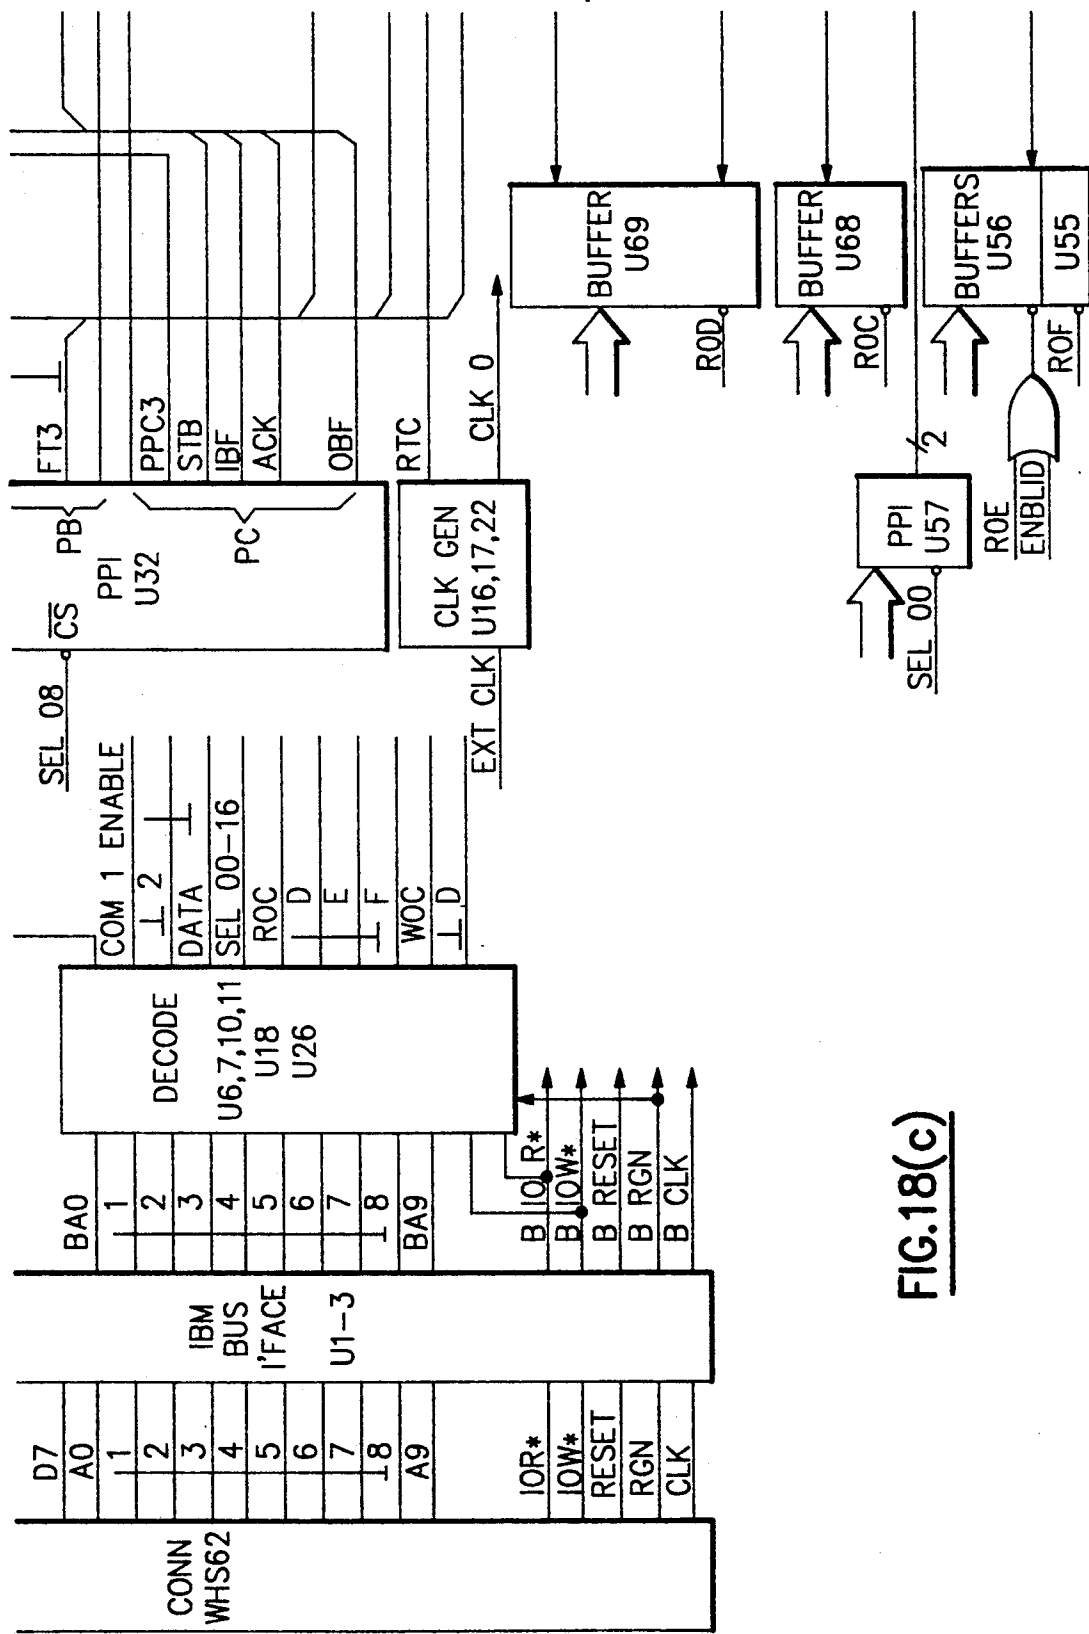 CONN
WHS62
D7
A0
1
2
3
4
5
6
7
8
A9
IOR*
IOW*
RESET
RGN
CLK
IBM
BUS
I'FACE
U1-3
BA0
1
2
3
4
5
6
7
8
BA9
B IOR*
B IOW*
B RESET
B RGN
B CLK
DECODE
U6,7,10,11
U18
U26
COM 1 ENABLE
2
DATA
SEL 00-16
ROC
D
E
F
WOC
D
SEL 08
CS
PB
PPI
U32
PC
FT3
PPC3
STB
IBF
ACK
OBF
EXT CLK
CLK GEN
U16,17,22
RTC
CLK 0
BUFFER
U69
ROD
BUFFER
U68
ROC
SEL 00
PPI
U57
2
BUFFERS
U56
U55
ROE
ENBLID
ROF
FIG.18(c)